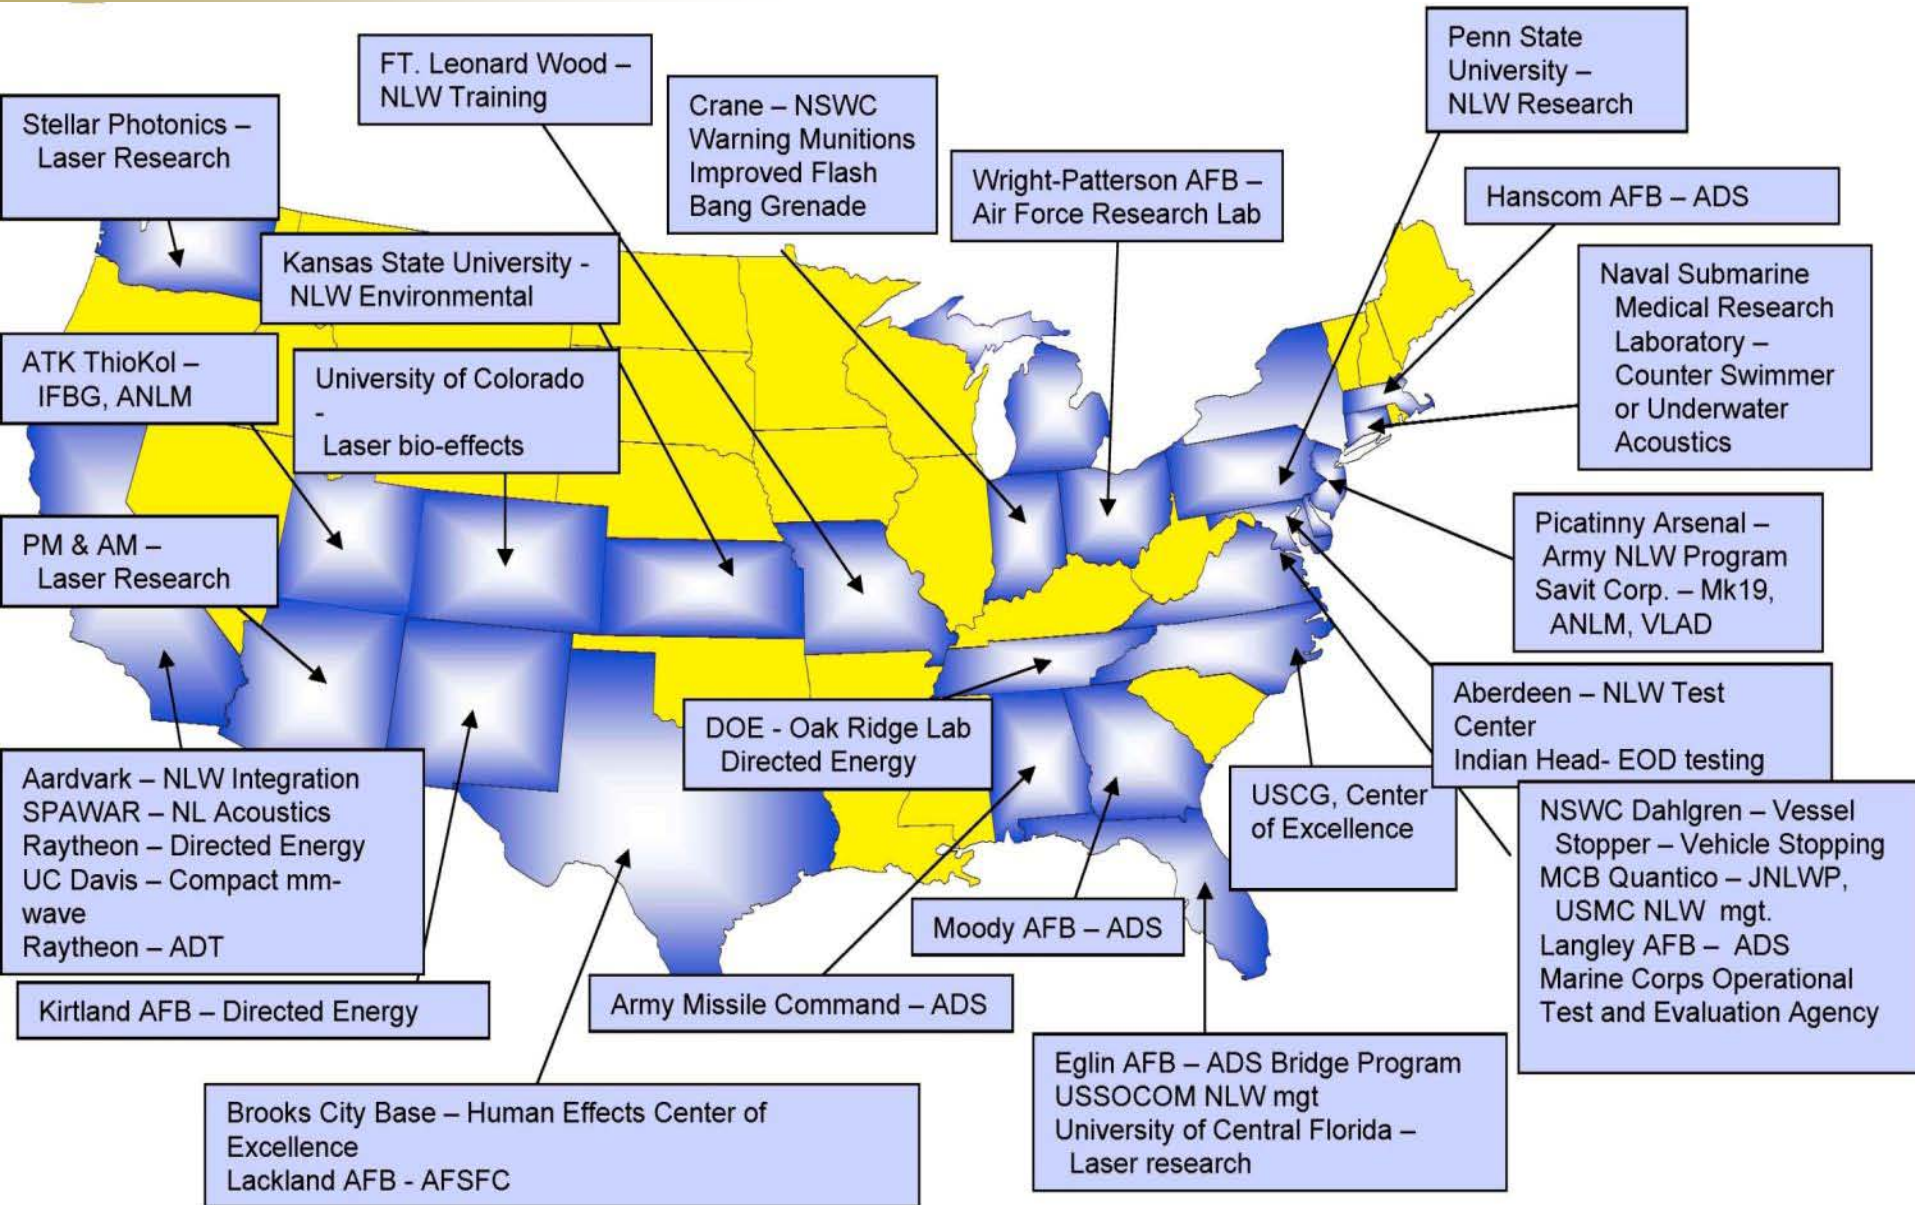 Penn State
University –
NLW Research
FT. Leonard Wood –
NLW Training
Crane – NSWC
Warning Munitions
Improved Flash
Bang Grenade
Stellar Photonics –
Laser Research
Wright-Patterson AFB –
Air Force Research Lab
Hanscom AFB – ADS
Kansas State University -
NLW Environmental
Naval Submarine
Medical Research
Laboratory –
Counter Swimmer
or Underwater
Acoustics
ATK ThioKol –
IFBG, ANLM
University of Colorado
-
Laser bio-effects
PM & AM –
Laser Research
Picatinny Arsenal –
Army NLW Program
Savit Corp. – Mk19,
ANLM, VLAD
DOE - Oak Ridge Lab
Directed Energy
Aberdeen – NLW Test
Center
Indian Head- EOD testing
Aardvark – NLW Integration
SPAWAR – NL Acoustics
Raytheon – Directed Energy
UC Davis – Compact mm-
wave
Raytheon – ADT
USCG, Center
of Excellence
NSWC Dahlgren – Vessel
Stopper – Vehicle Stopping
MCB Quantico – JNLWP,
USMC NLW mgt.
Langley AFB – ADS
Marine Corps Operational
Test and Evaluation Agency
Moody AFB – ADS
Kirtland AFB – Directed Energy
Army Missile Command – ADS
Eglin AFB – ADS Bridge Program
USSOCOM NLW mgt
University of Central Florida –
Laser research
Brooks City Base – Human Effects Center of
Excellence
Lackland AFB - AFSFC